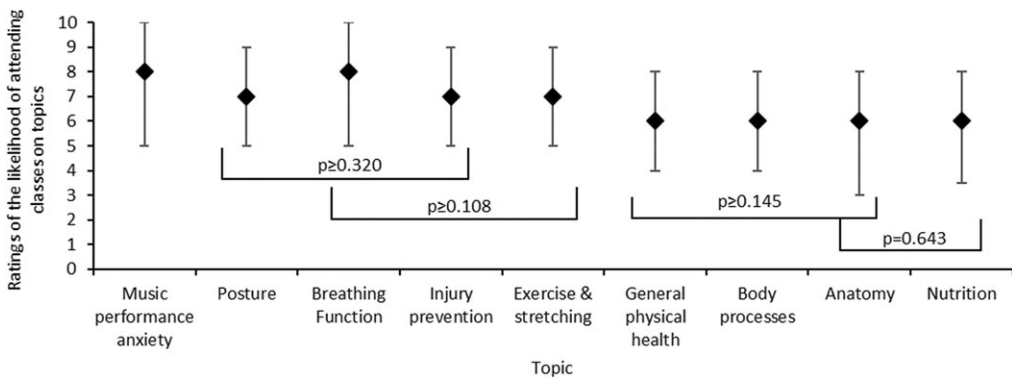 Ratings of the likelihood of attending
classes on topics
10
9
8
7
6
5
4
3
2
1
0
p≥0.320
p≥0.108
p≥0.145
p=0.643
Music
performance
anxiety
Posture
Breathing
Function
Injury
prevention
Exercise &
stretching
General
physical
health
Body
processes
Anatomy
Nutrition
Topic